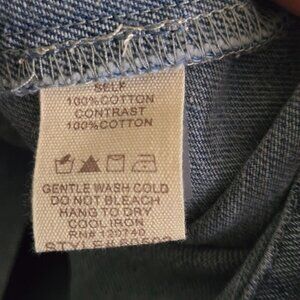 SELF
100%COTTON
CONTRAST
100%COTTON
GENTLE WASH COLD
DO NOT BLEACH
HANG TO DRY
COOL IRON
RN# 120740
STYLE#